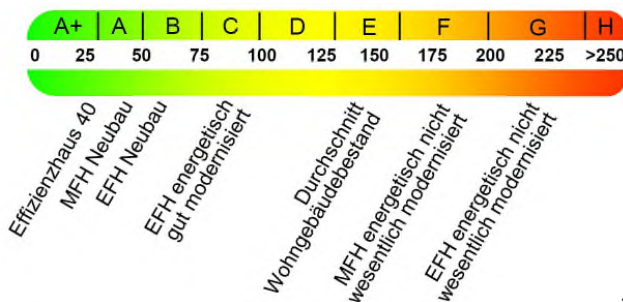 A+ A B C D E F G H
0 25 50 75 100 125 150 175 200 225 >250
Effizienzhaus 40
MFH Neubau
EFH Neubau
EFH energetisch
gut modernisiert
Durchschnitt
Wohngebäudebestand
MFH energetisch nicht
wesentlich modernisiert
EFH energetisch nicht
wesentlich modernisiert